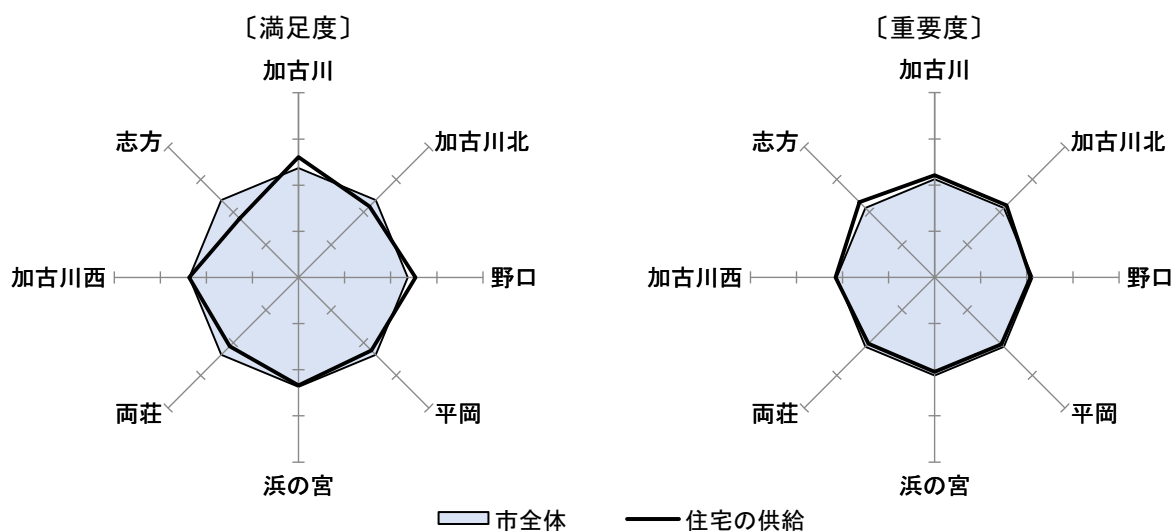 〔満足度〕
加古川
加古川北
野口
平岡
浜の宮
両荘
加古川西
志方
〔重要度〕
加古川
加古川北
野口
平岡
浜の宮
両荘
加古川西
志方
市全体
住宅の供給